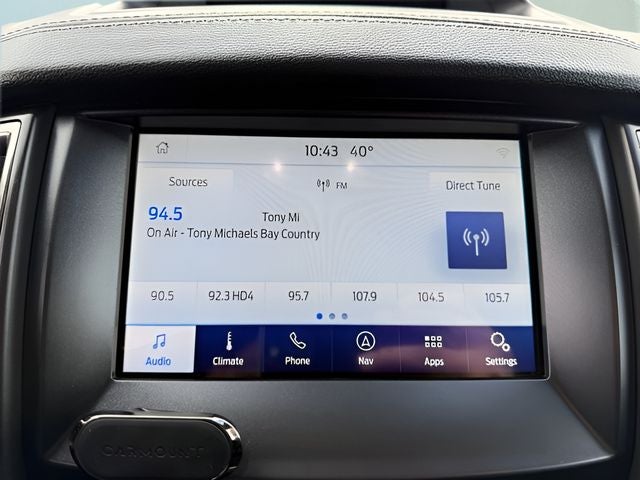 10:43 40°
Sources
FM
Direct Tune
94.5
Tony Mi
On Air - Tony Michaels Bay Country
90.5 92.3 HD4 95.7 107.9 104.5 105.7
Audio Climate Phone Nav Apps Settings
CARMOUNT